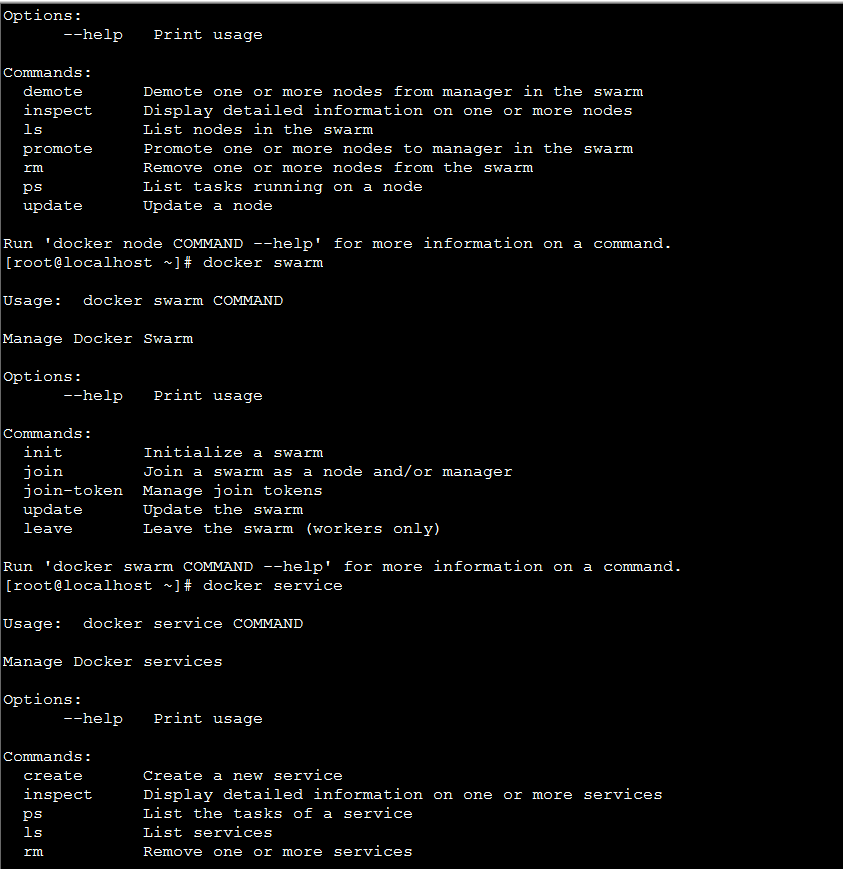 Options:
      --help   Print usage

Commands:
  demote      Demote one or more nodes from manager in the swarm
  inspect     Display detailed information on one or more nodes
  ls          List nodes in the swarm
  promote     Promote one or more nodes to manager in the swarm
  rm          Remove one or more nodes from the swarm
  ps          List tasks running on a node
  update      Update a node

Run 'docker node COMMAND --help' for more information on a command.
[root@localhost ~]# docker swarm

Usage:  docker swarm COMMAND

Manage Docker Swarm

Options:
      --help   Print usage

Commands:
  init        Initialize a swarm
  join        Join a swarm as a node and/or manager
  join-token  Manage join tokens
  update      Update the swarm
  leave       Leave the swarm (workers only)

Run 'docker swarm COMMAND --help' for more information on a command.
[root@localhost ~]# docker service

Usage:  docker service COMMAND

Manage Docker services

Options:
      --help   Print usage

Commands:
  create      Create a new service
  inspect     Display detailed information on one or more services
  ps          List the tasks of a service
  ls          List services
  rm          Remove one or more services